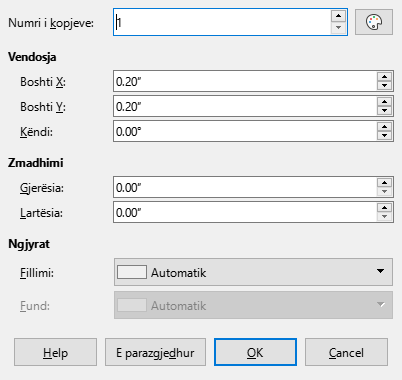 Numri i kopjeve: 1
Vendosja
Boshti X: 0.20″
Boshti Y: 0.20″
Këndi: 0.00°
Zmadhimi
Gjerësia: 0.00″
Lartësia: 0.00″
Ngjyrat
Fillimi: Automatik
Fund: Automatik
Help E parazgjedhur OK Cancel